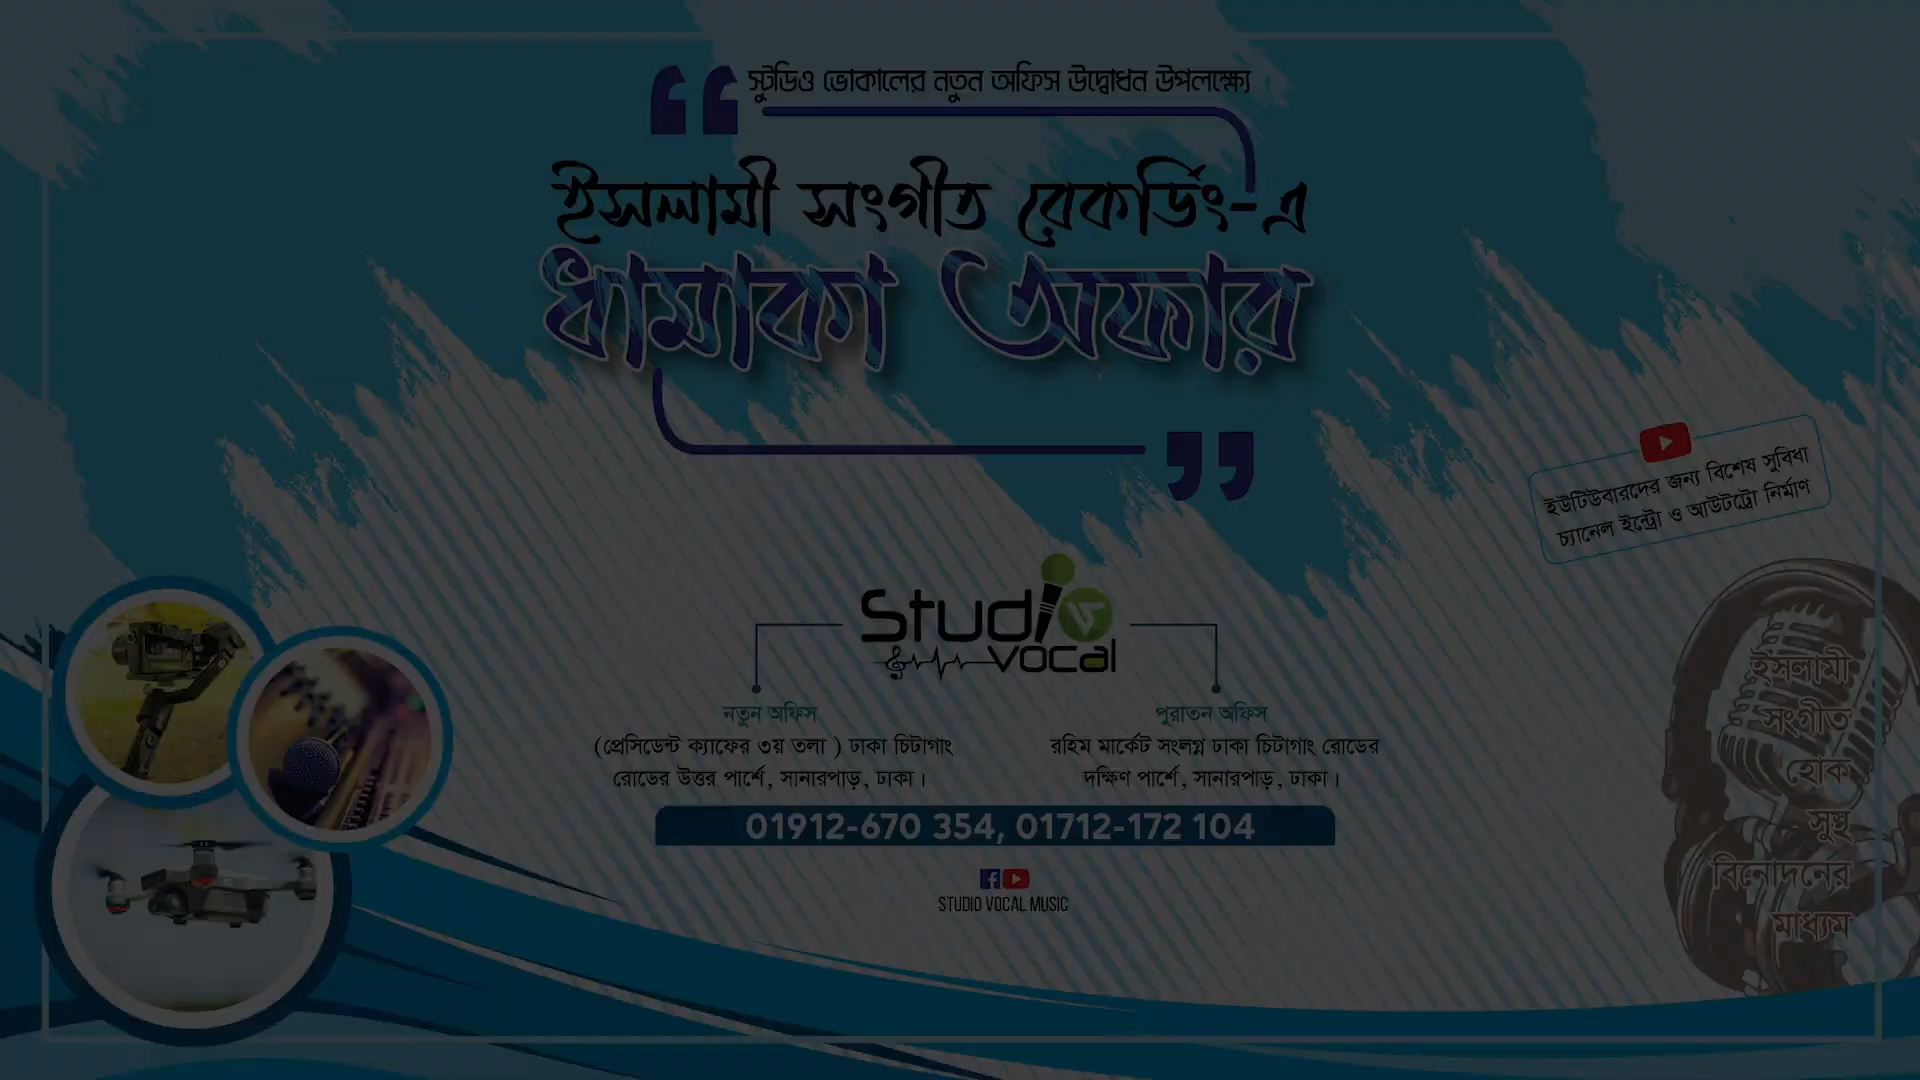 স্টুডিও ভোকালের নতুন অফিস উদ্বোধন উপলক্ষ্যে
ইসলামী সংগীত রেকর্ডিং-এ
ধামাকা অফার
ইউটিউবারদের জন্য বিশেষ সুবিধা
চ্যানেল ইন্ট্রো ও আউটট্রো নির্মাণ
Studio
vocal
নতুন অফিস
(প্রেসিডেন্ট ক্যাফের ৩য় তলা ) ঢাকা চিটাগাং
রোডের উত্তর পার্শে, সানারপাড়, ঢাকা।
পুরাতন অফিস
রহিম মার্কেট সংলগ্ন ঢাকা চিটাগাং রোডের
দক্ষিণ পার্শে, সানারপাড়, ঢাকা।
01912-670 354, 01712-172 104
STUDIO VOCAL MUSIC
ইসলামী
সংগীত
হোক
সুস্থ
বিনোদনের
মাধ্যম